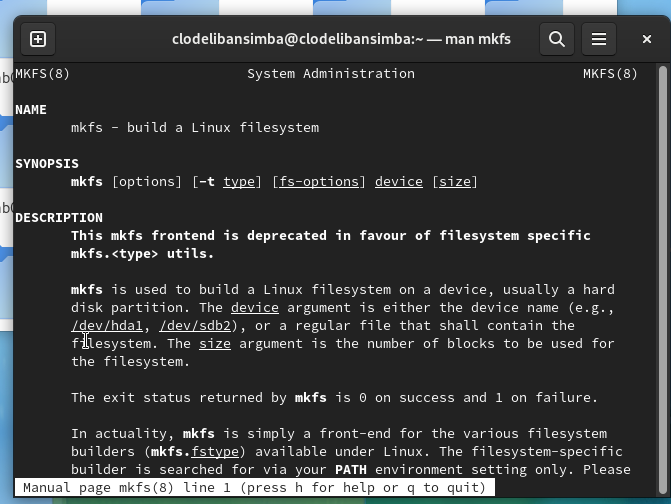 clodelibansimba@clodelibansimba:~ — man mkfs
MKFS(8) System Administration MKFS(8)
NAME
mkfs - build a Linux filesystem
SYNOPSIS
mkfs [options] [-t type] [fs-options] device [size]
DESCRIPTION
This mkfs frontend is deprecated in favour of filesystem specific
mkfs.<type> utils.
mkfs is used to build a Linux filesystem on a device, usually a hard
disk partition. The device argument is either the device name (e.g.,
/dev/hda1, /dev/sdb2), or a regular file that shall contain the
filesystem. The size argument is the number of blocks to be used for
the filesystem.
The exit status returned by mkfs is 0 on success and 1 on failure.
In actuality, mkfs is simply a front-end for the various filesystem
builders (mkfs.fstype) available under Linux. The filesystem-specific
builder is searched for via your PATH environment setting only. Please
Manual page mkfs(8) line 1 (press h for help or q to quit)